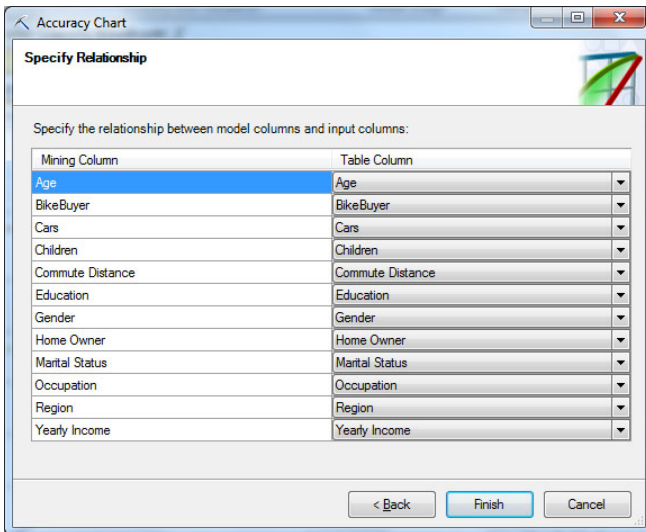 Accuracy Chart
Specify Relationship
Specify the relationship between model columns and input columns:
Mining Column Table Column
Age Age
BikeBuyer BikeBuyer
Cars Cars
Children Children
Commute Distance Commute Distance
Education Education
Gender Gender
Home Owner Home Owner
Marital Status Marital Status
Occupation Occupation
Region Region
Yearly Income Yearly Income
< Back Finish Cancel